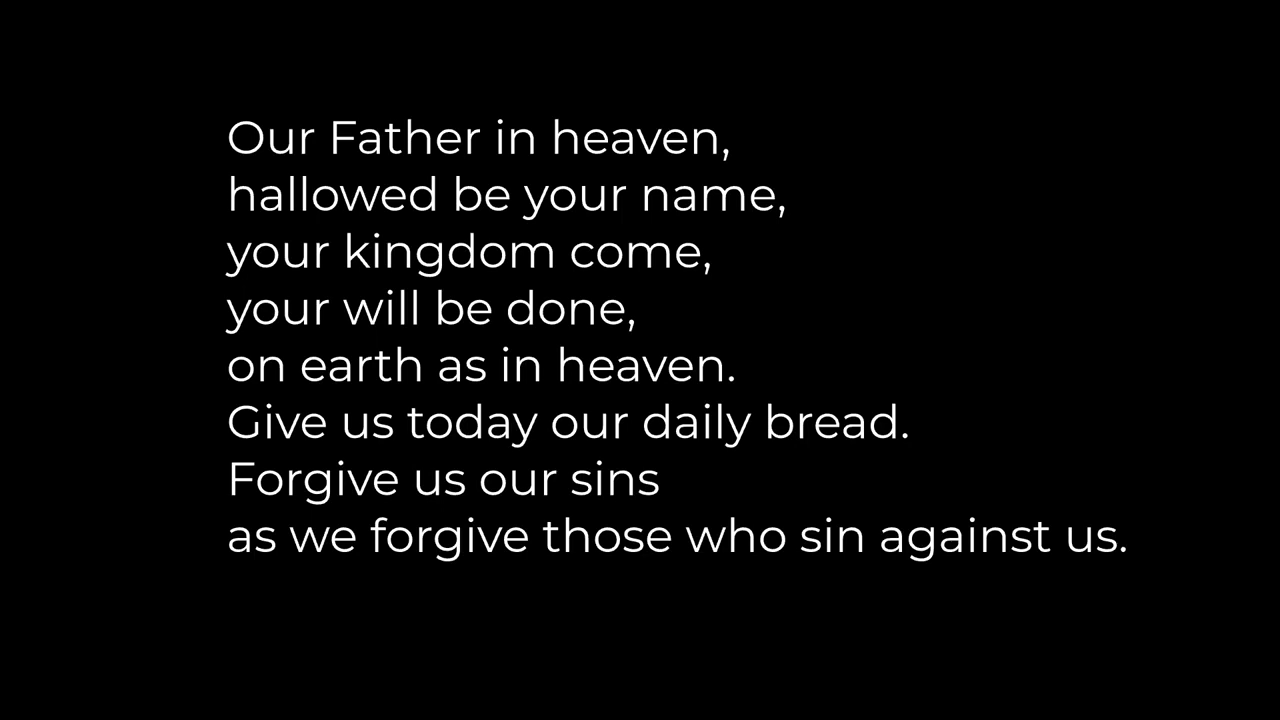 Our Father in heaven,
hallowed be your name,
your kingdom come,
your will be done,
on earth as in heaven.
Give us today our daily bread.
Forgive us our sins
as we forgive those who sin against us.